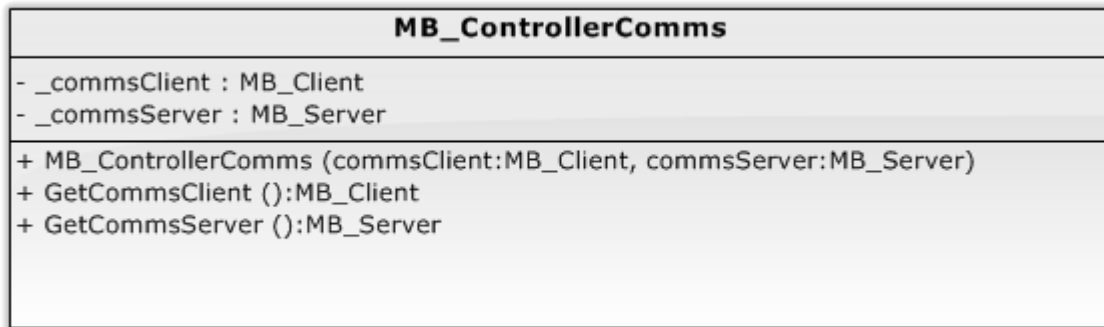 MB_ControllerComms
- _commsClient : MB_Client
- _commsServer : MB_Server
+ MB_ControllerComms (commsClient:MB_Client, commsServer:MB_Server)
+ GetCommsClient ():MB_Client
+ GetCommsServer ():MB_Server